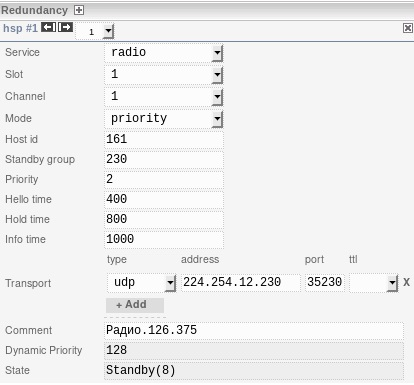 Redundancy
hsp #1 1
Service radio
Slot 1
Channel 1
Mode priority
Host id 161
Standby group 230
Priority 2
Hello time 400
Hold time 800
Info time 1000
type address port ttl
Transport udp 224.254.12.230 35230 X
+ Add
Comment Радио.126.375
Dynamic Priority 128
State Standby(8)